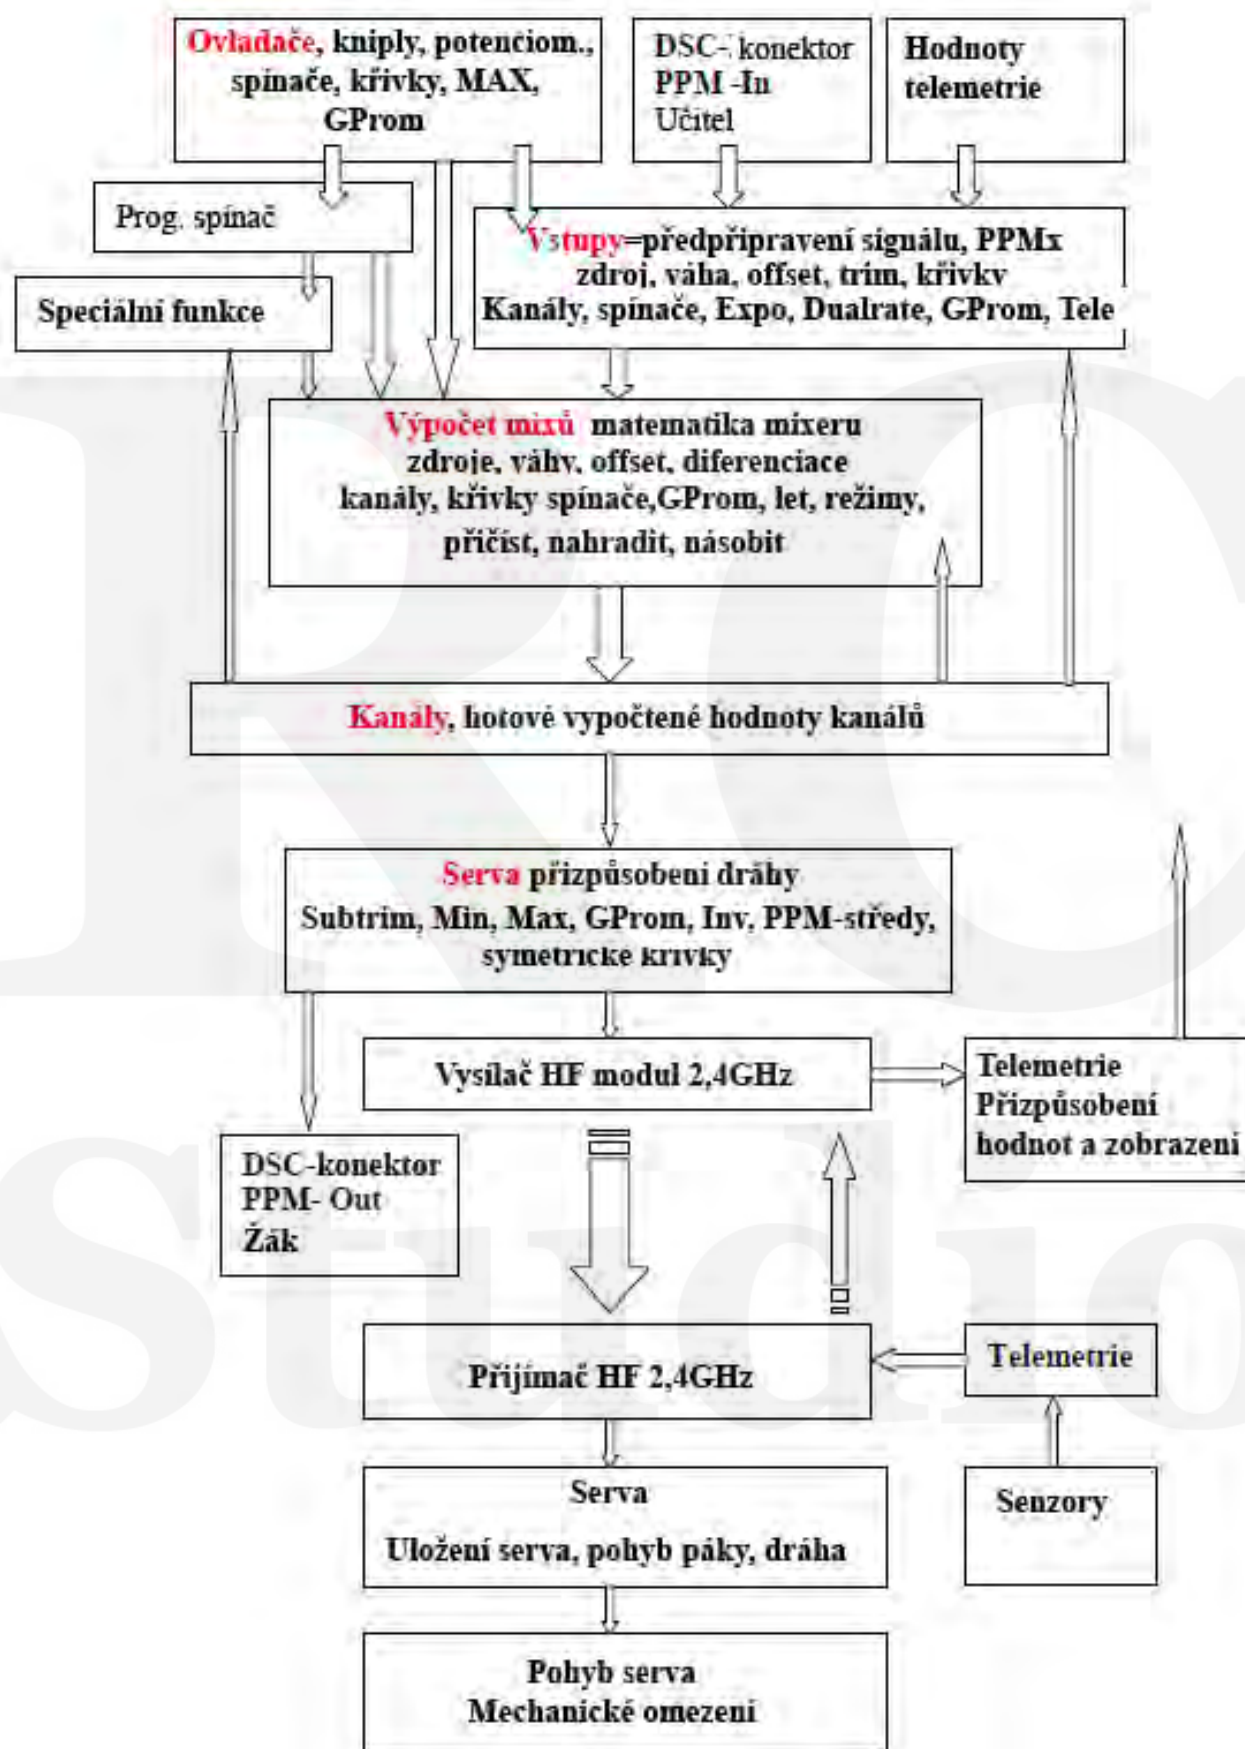 Ovladače, kniply, potenciom.,
spínače, křivky, MAX,
GProm
DSC- konektor
PPM -In
Učitel
Hodnoty
telemetrie
Prog. spínač
Vstupy=předpřipravení signálu, PPMx
zdroj, váha, offset, trim, křivky
Kanály, spínače, Expo, Dualrate, GProm, Tele
Speciální funkce
Výpočet mixů matematika mixeru
zdroje, váhy, offset, diferenciace
kanály, křivky spínače,GProm, let, režimy,
přičíst, nahradit, násobit
Kanály, hotové vypočtené hodnoty kanálů
Serva přizpůsobení dráhy
Subtrim, Min, Max, GProm, Inv, PPM-středy,
symetrické křivky
Vysílač HF modul 2,4GHz
Telemetrie
Přizpůsobení
hodnot a zobrazení
DSC-konektor
PPM- Out
Žák
Přijímač HF 2,4GHz
Telemetrie
Serva
Uložení serva, pohyb páky, dráha
Senzory
Pohyb serva
Mechanické omezení
RC
Studio